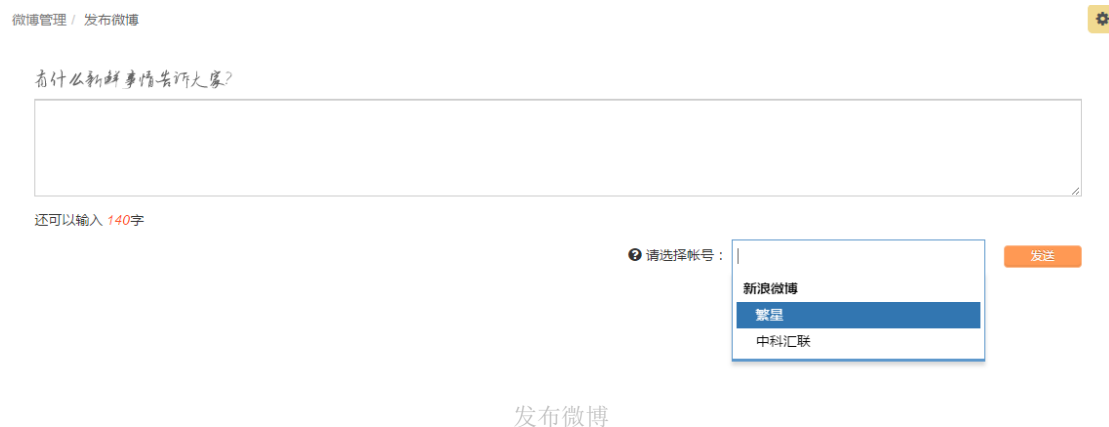 微博管理 / 发布微博
有什么新鲜事情告诉大家?
还可以输入 140字
请选择帐号：
发送
新浪微博
繁星
中科汇联
发布微博